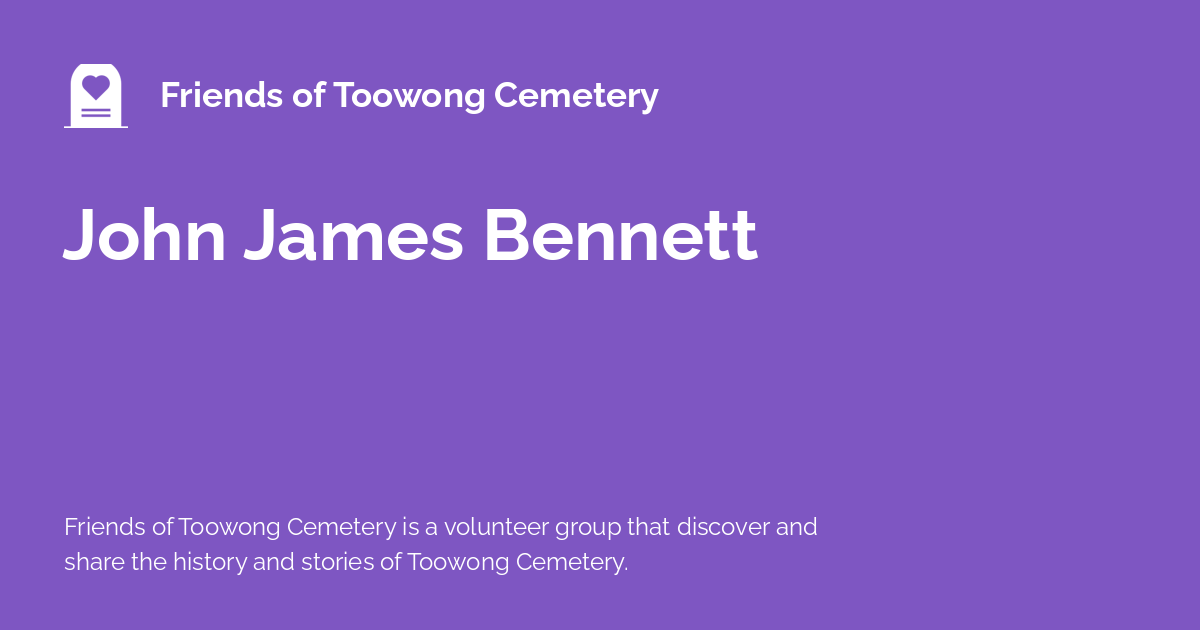 Friends of Toowong Cemetery
John James Bennett
Friends of Toowong Cemetery is a volunteer group that discover and
share the history and stories of Toowong Cemetery.